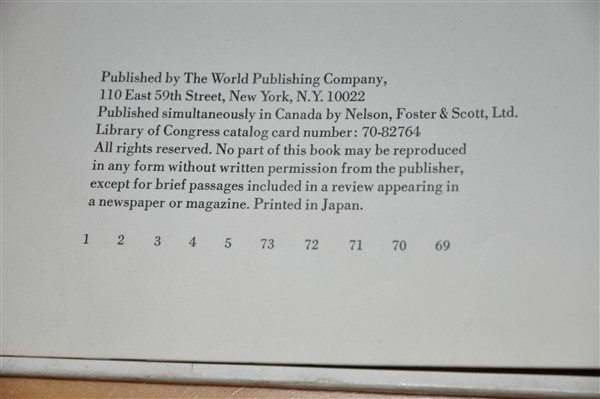 Published by The World Publishing Company,
110 East 59th Street, New York, N.Y. 10022
Published simultaneously in Canada by Nelson, Foster & Scott, Ltd.
Library of Congress catalog card number: 70-82764
All rights reserved. No part of this book may be reproduced
in any form without written permission from the publisher,
except for brief passages included in a review appearing in
a newspaper or magazine. Printed in Japan.
1 2 3 4 5 73 72 71 70 69